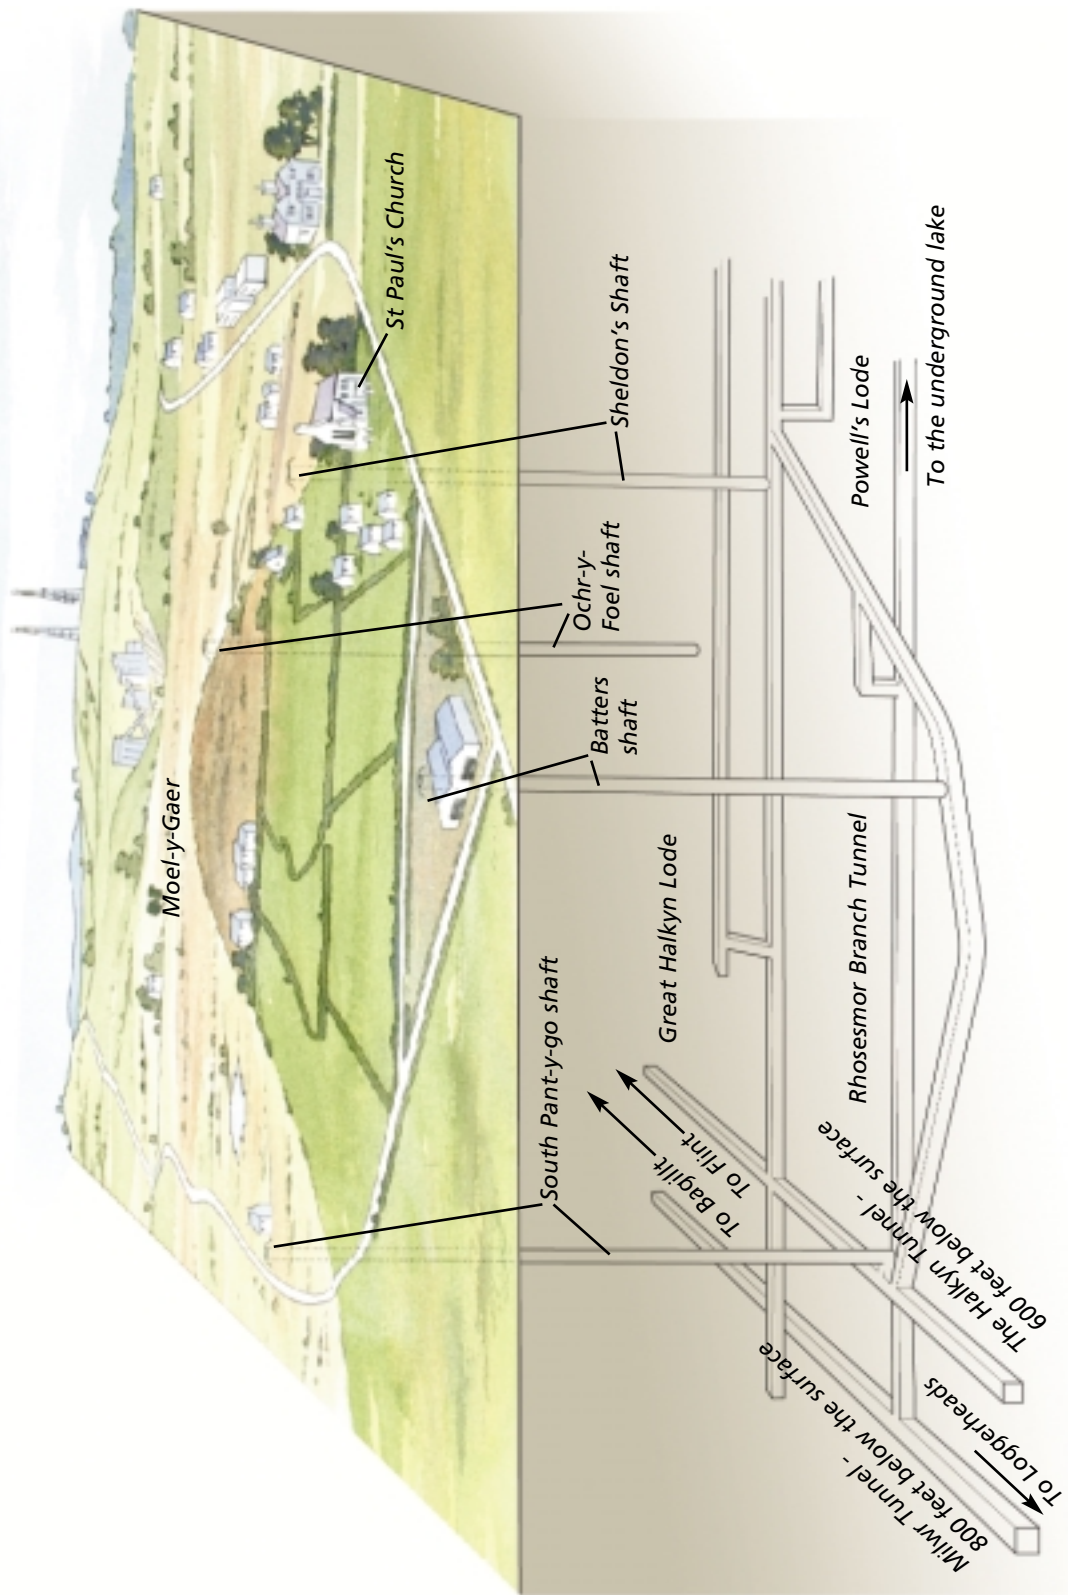 Moel-y-Gaer
St Paul's Church
Sheldon's Shaft
Ochr-y-
Foel shaft
Batters
shaft
South Pant-y-go shaft
Great Halkyn Lode
Powell's Lode
To the underground lake
Rhosesmor Branch Tunnel
To Flint
To Bagillt
The Halkyn Tunnel -
600 feet below the surface
Milwr Tunnel -
800 feet below the surface
To Loggerheads